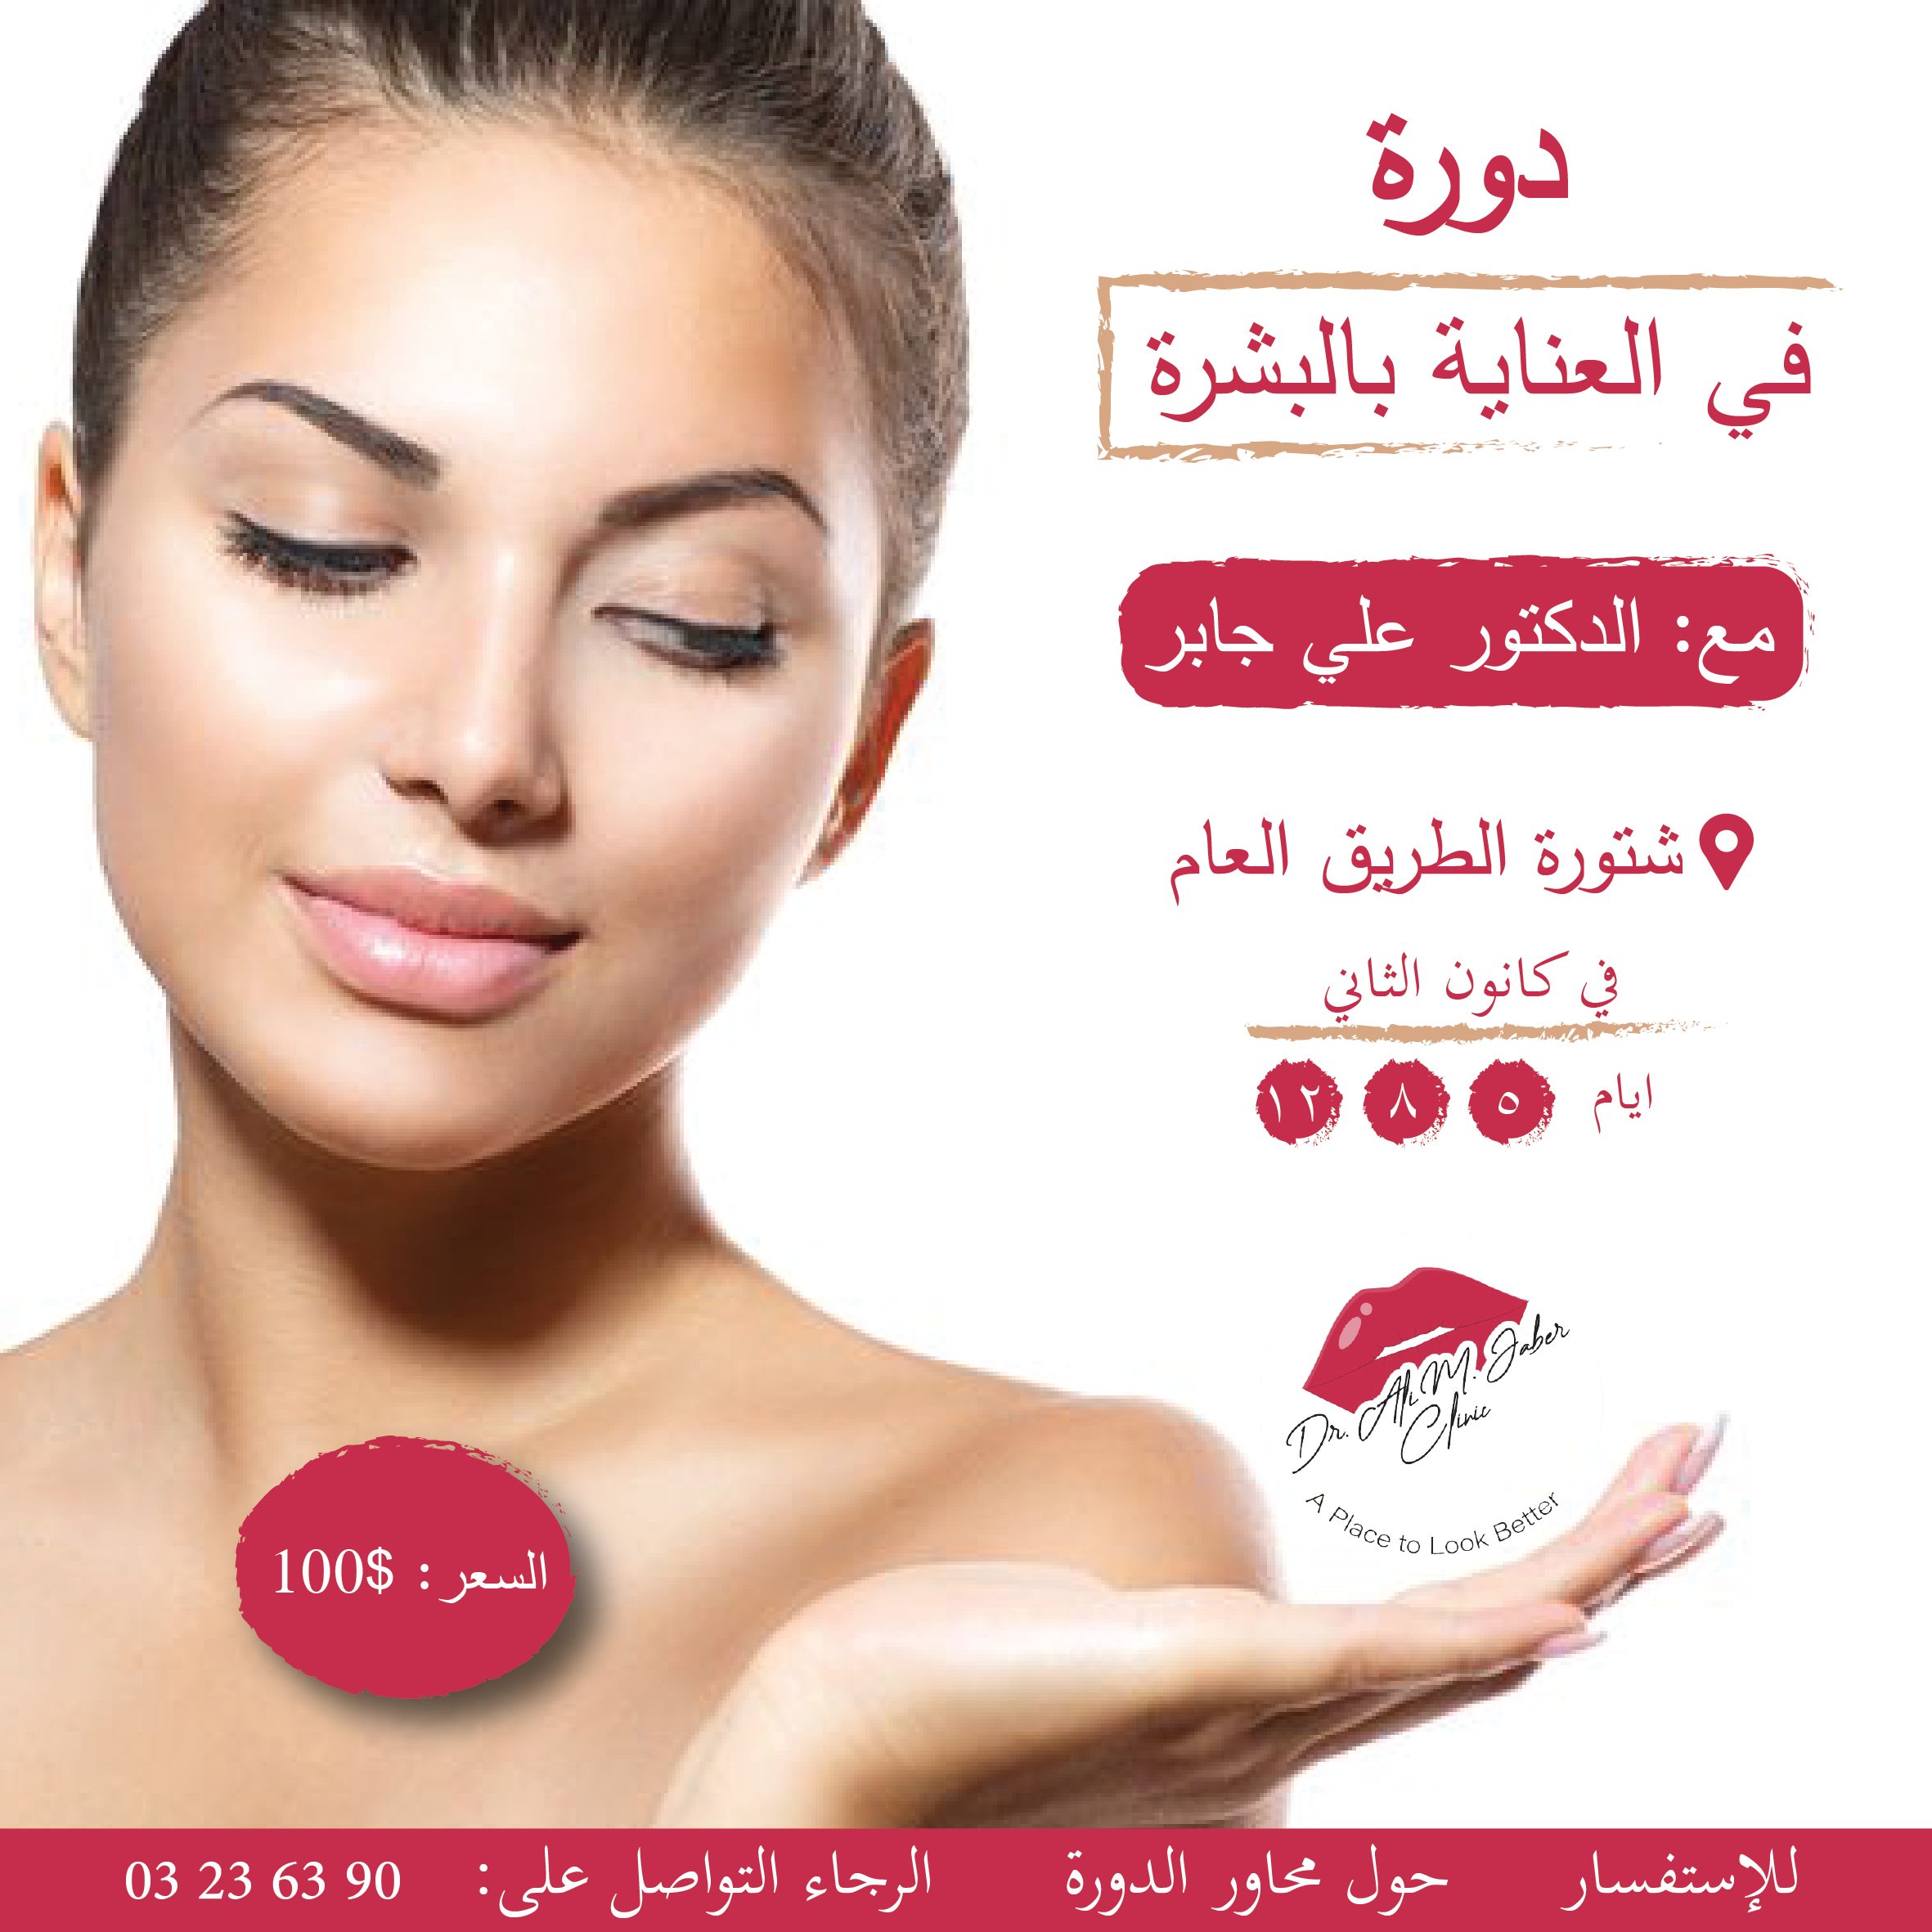 دورة
في العناية بالبشرة
مع: الدكتور علي جابر
شتورة الطريق العام
في كانون الثاني
ايام ٥ ٨ ١٢
Dr. Ali M. Jaber
Clinic
A Place to Look Better
السعر : 100$
للإستفسار حول محاور الدورة الرجاء التواصل على: 03 23 63 90